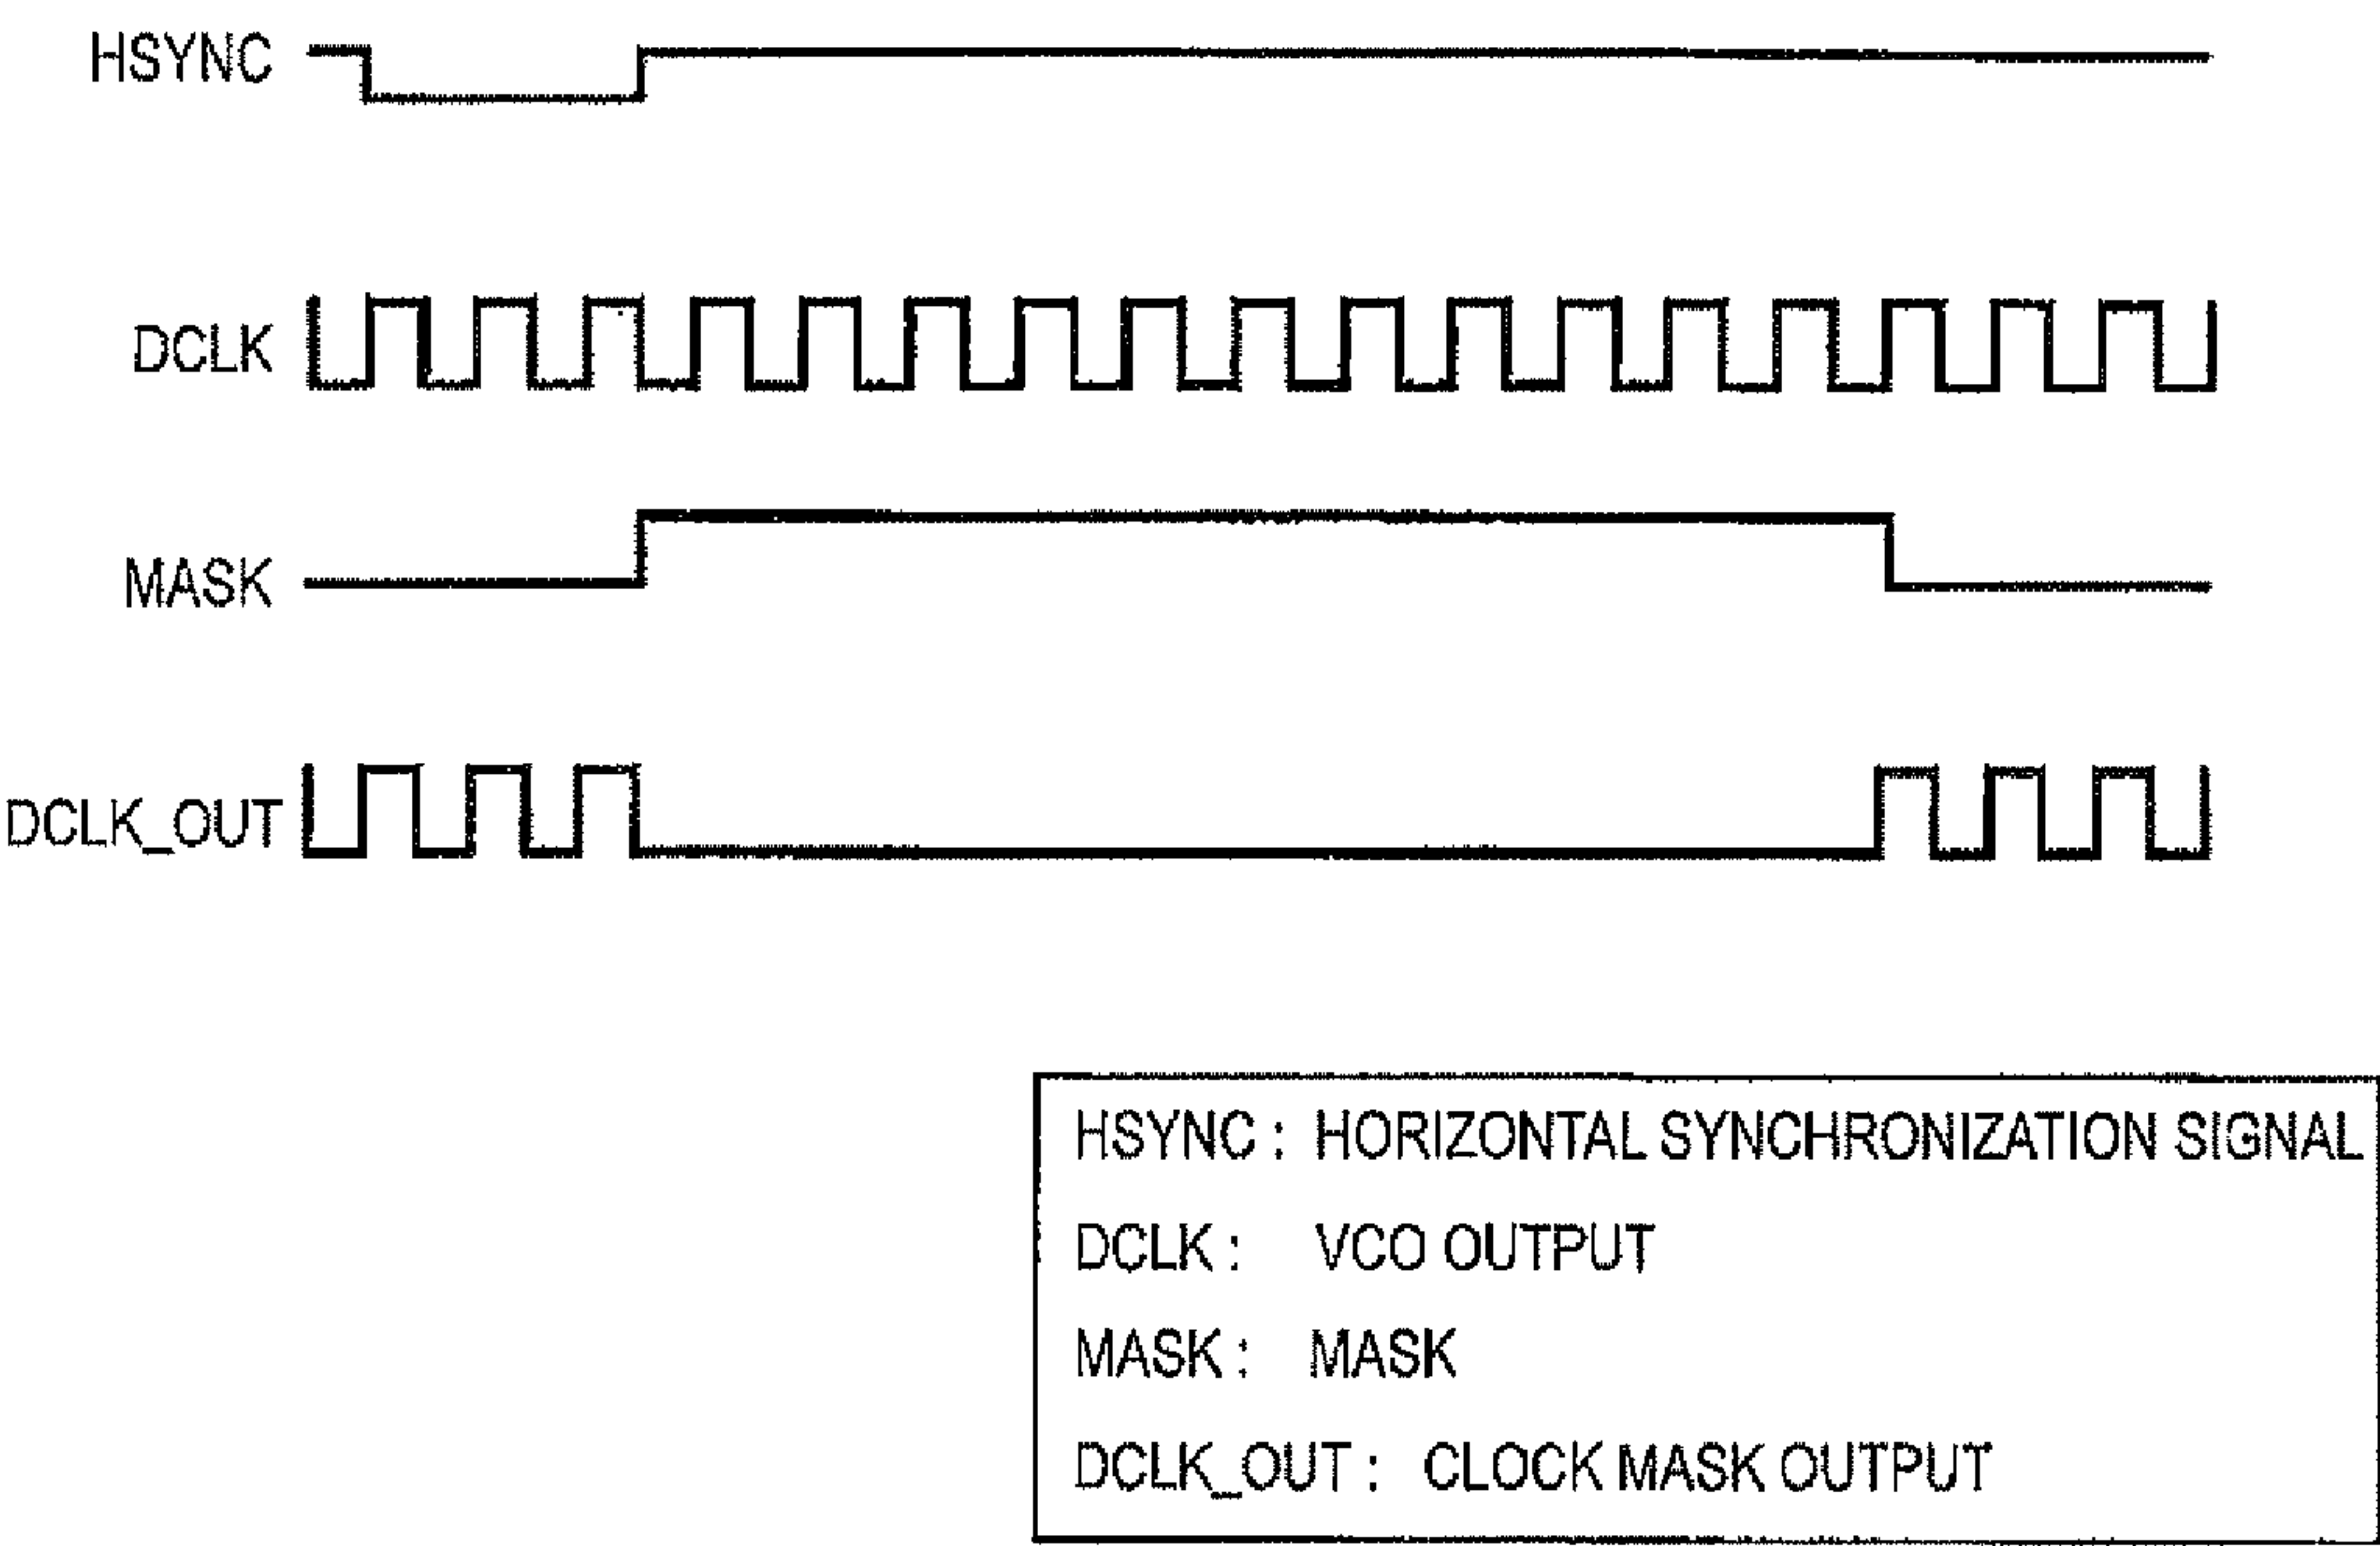 HSYNC
DCLK
MASK
DCLK_OUT
HSYNC : HORIZONTAL SYNCHRONIZATION SIGNAL
DCLK : VCO OUTPUT
MASK : MASK
DCLK_OUT : CLOCK MASK OUTPUT